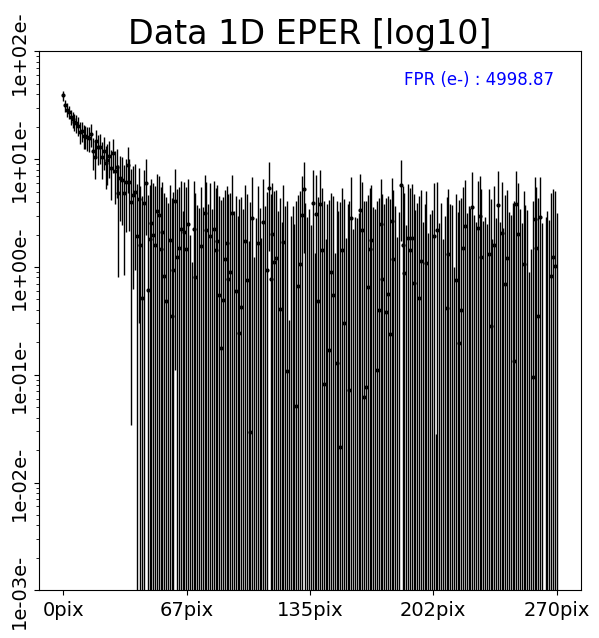 Data 1D EPER [log10]
FPR (e-) : 4998.87
1e+02e-
1e+01e-
1e+00e-
1e-01e-
1e-02e-
1e-03e-
0pix 67pix 135pix 202pix 270pix